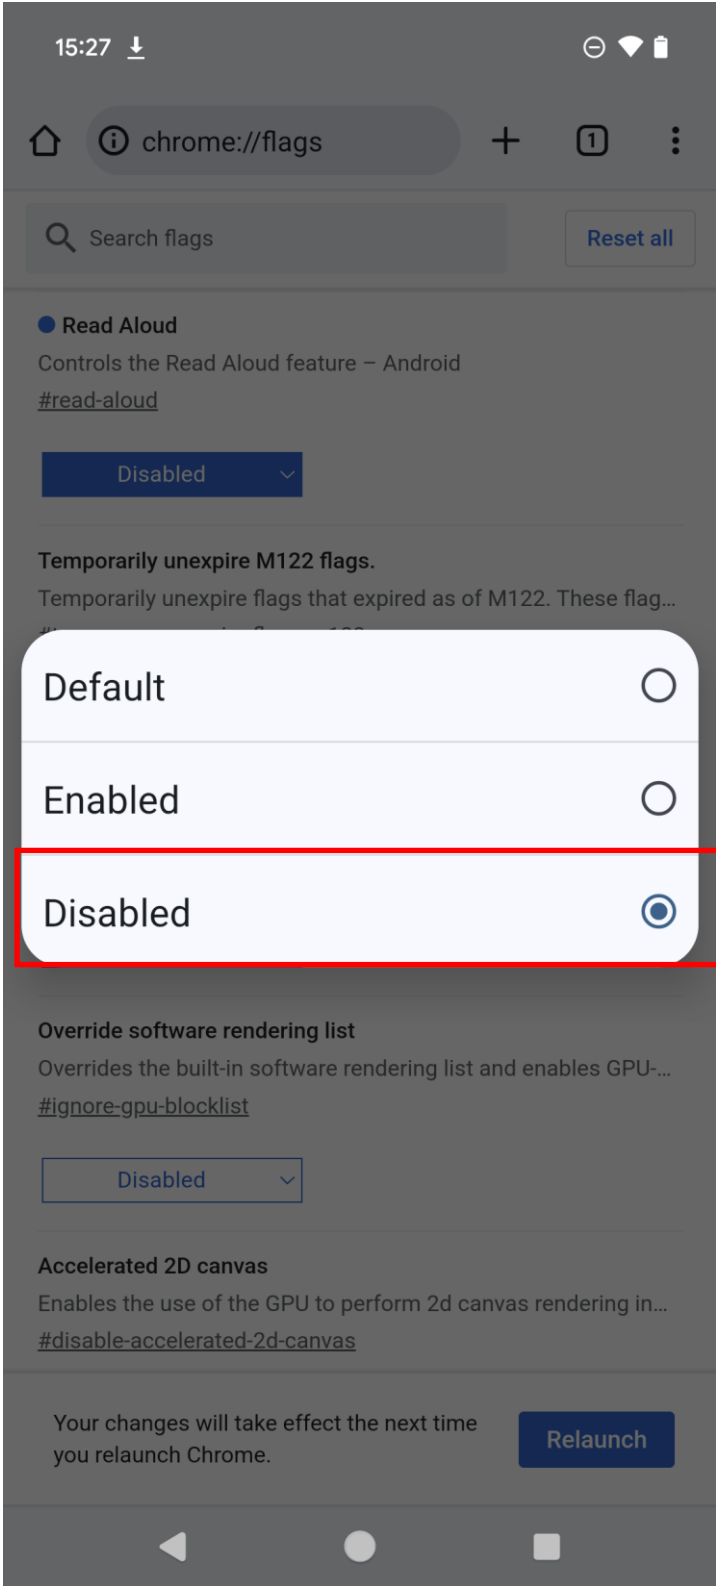 15:27
chrome://flags
1
Search flags
Reset all
Read Aloud
Controls the Read Aloud feature – Android
#read-aloud
Disabled
Temporarily unexpire M122 flags.
Temporarily unexpire flags that expired as of M122. These flag...
Default
Enabled
Disabled
Override software rendering list
Overrides the built-in software rendering list and enables GPU-...
#ignore-gpu-blocklist
Disabled
Accelerated 2D canvas
Enables the use of the GPU to perform 2d canvas rendering in...
#disable-accelerated-2d-canvas
Your changes will take effect the next time
you relaunch Chrome.
Relaunch